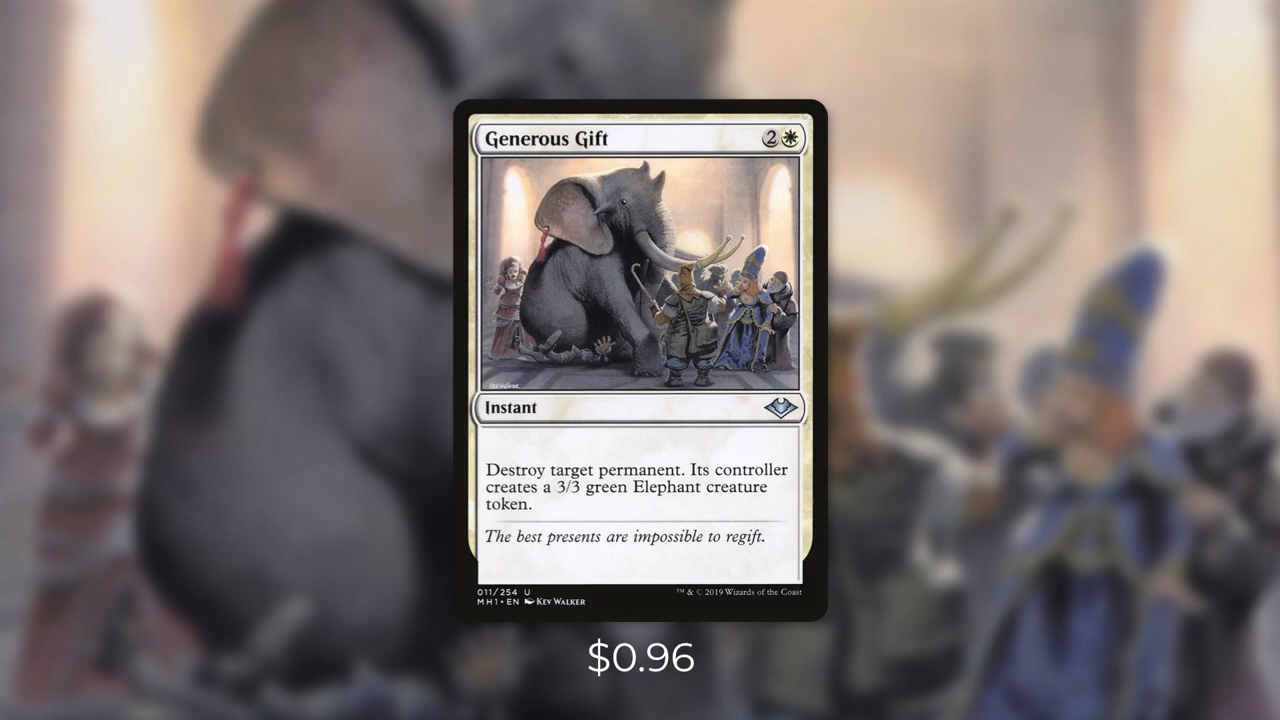 Generous Gift 2
Instant
Destroy target permanent. Its controller
creates a 3/3 green Elephant creature
token.
The best presents are impossible to regift.
011/254 U
MH1 • EN Kev Walker
™ & © 2019 Wizards of the Coast
$0.96